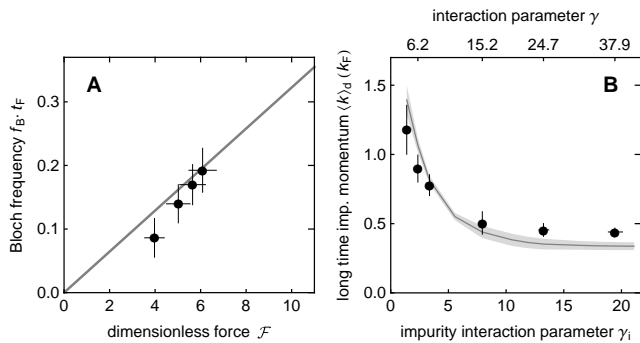 interaction parameter γ
6.2 15.2 24.7 37.9
A
B
Bloch frequency f_B· t_F
0.3
0.2
0.1
0.0
0 2 4 6 8 10
dimensionless force ℱ
long time imp. momentum ⟨k⟩_d (k_F)
1.5
1.0
0.5
0.0
0 5 10 15 20
impurity interaction parameter γ_i